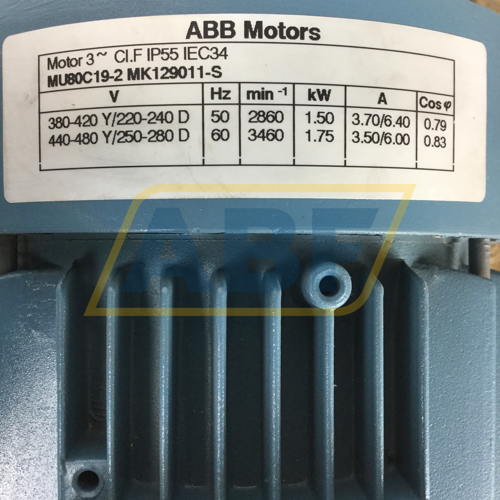 ABB Motors
Motor 3~ Cl.F IP55 IEC34
MU80C19-2 MK129011-S
V Hz min -1 kW A Cos φ
380-420 Y/220-240 D 50 2860 1.50 3.70/6.40 0.79
440-480 Y/250-280 D 60 3460 1.75 3.50/6.00 0.83
ABF